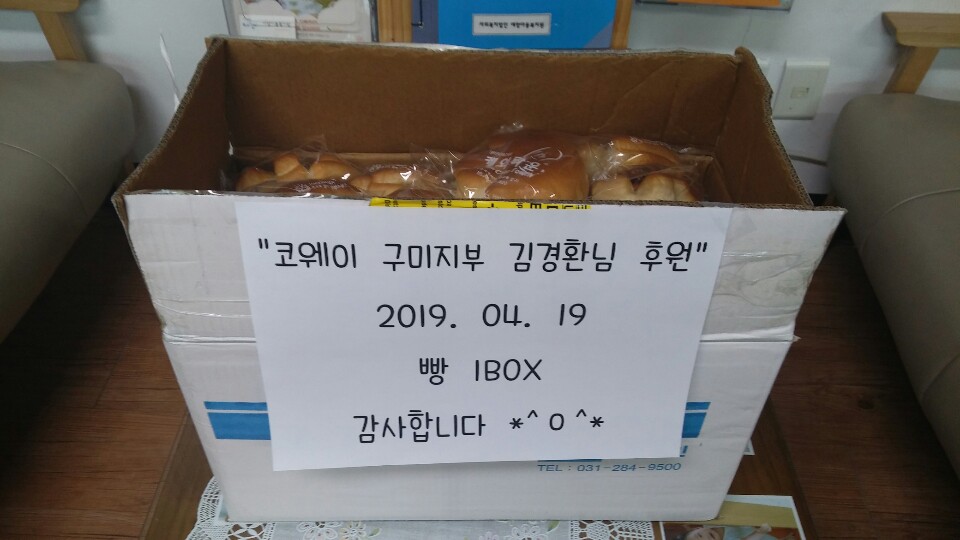 "코웨이 구미지부 김경환님 후원"
2019. 04. 19
빵 1BOX
감사합니다 *^o^*
TEL : 031-284-9500